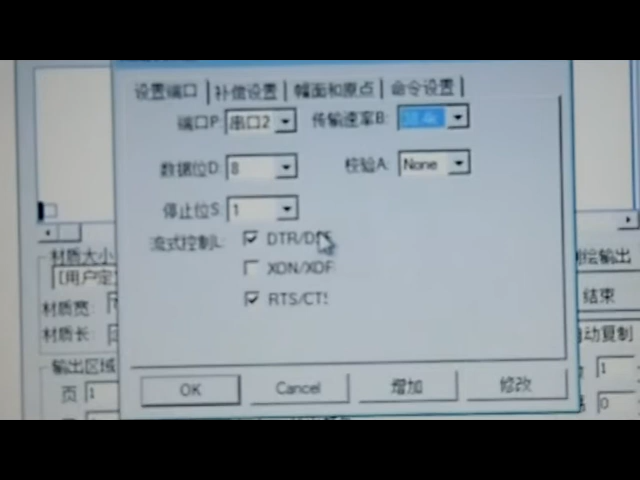 设置端口 补偿设置 幅面和原点 命令设置
端口P: 串口2 传输速率B:
数据位D: 8 校验A: None
停止位S: 1
流式控制L: DTR/D
XON/XOF
RTS/CTS
材质大小
[用户定
材质宽:
材质长:
输出区域
页 1
绘输出
结束
动复制
1
0
OK Cancel 增加 修改